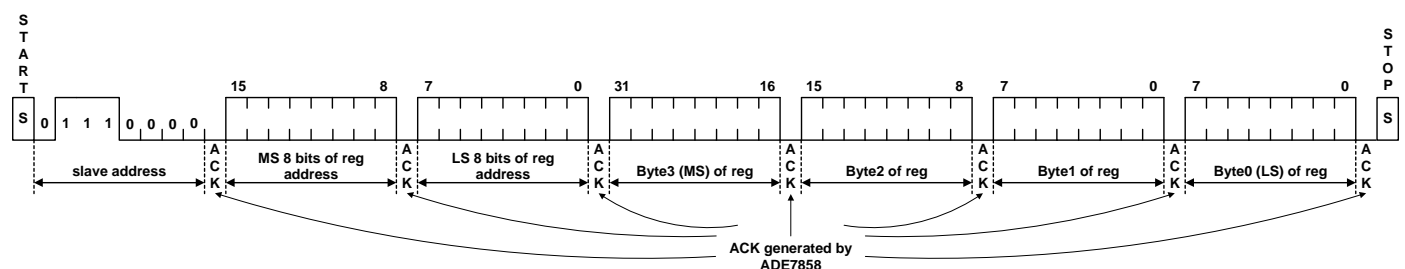 START
STOP
15 8 7 0 31 16 15 8 7 0 7 0
S 0 1 1 1 0 0 0 0 S
slave address
ACK
MS 8 bits of reg
address
ACK
LS 8 bits of reg
address
ACK
Byte3 (MS) of reg
ACK
Byte2 of reg
ACK
Byte1 of reg
ACK
Byte0 (LS) of reg
ACK
ACK generated by
ADE7858